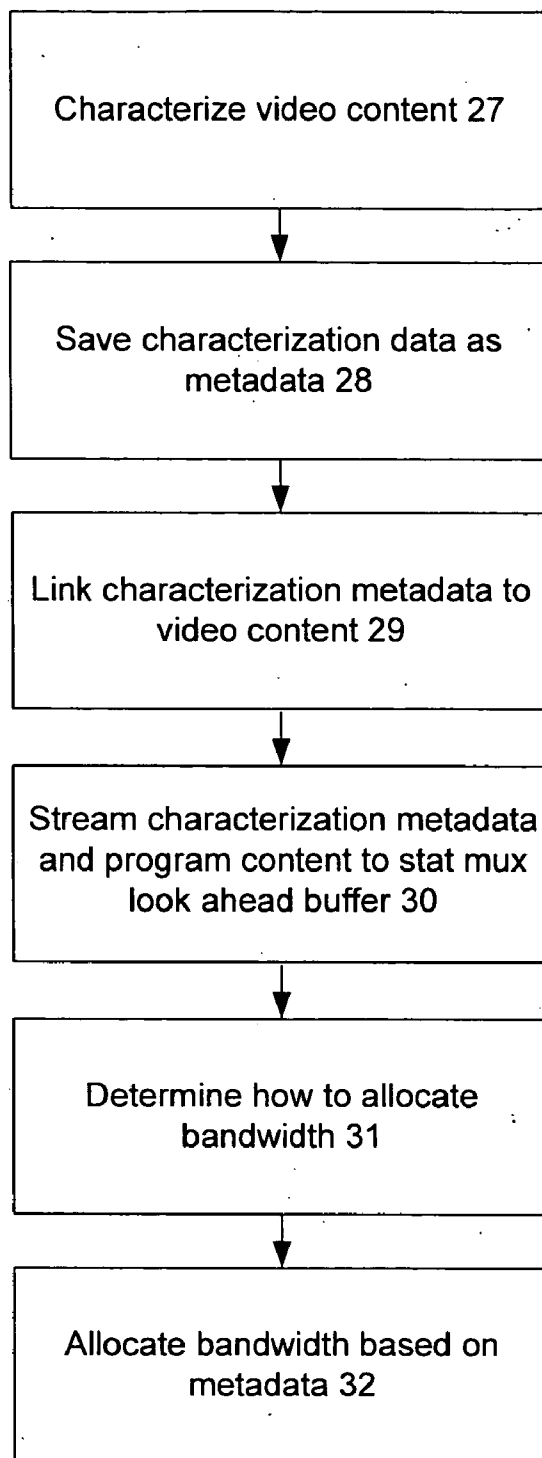 Characterize video content 27
Save characterization data as
metadata 28
Link characterization metadata to
video content 29
Stream characterization metadata
and program content to stat mux
look ahead buffer 30
Determine how to allocate
bandwidth 31
Allocate bandwidth based on
metadata 32